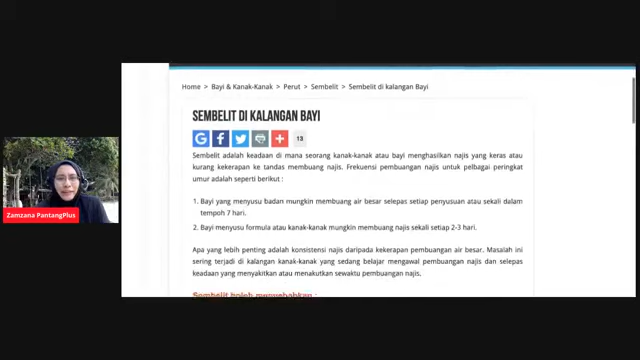 Home > Bayi & Kanak-Kanak > Perut > Sembelit > Sembelit di kalangan Bayi
SEMBELIT DI KALANGAN BAYI
13
Sembelit adalah keadaan di mana seorang kanak-kanak atau bayi menghasilkan najis yang keras atau
kurang kekerapan ke tandas membuang najis. Frekuensi pembuangan najis untuk pelbagai peringkat
umur adalah seperti berikut :
1. Bayi yang menyusu badan mungkin membuang air besar selepas setiap penyusuan atau sekali dalam
tempoh 7 hari.
2. Bayi menyusu formula atau kanak-kanak mungkin membuang najis sekali setiap 2-3 hari.
Apa yang lebih penting adalah konsistensi najis daripada kekerapan pembuangan air besar. Masalah ini
sering terjadi di kalangan kanak-kanak yang sedang belajar mengawal pembuangan najis dan selepas
keadaan yang menyakitkan atau menakutkan sewaktu pembuangan najis.
Sembelit boleh menyebabkan :
Zamzana PantangPlus